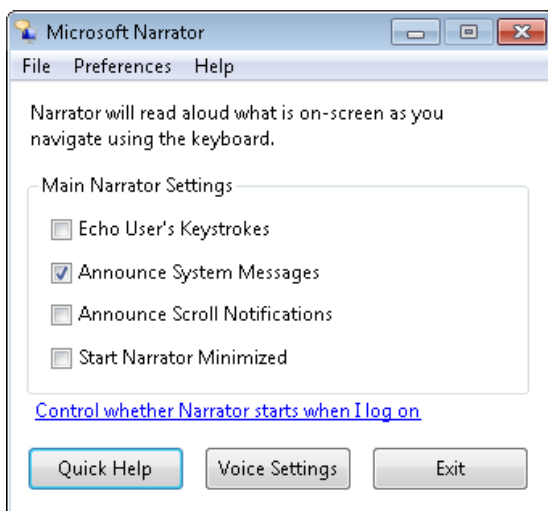 Microsoft Narrator
File Preferences Help
Narrator will read aloud what is on-screen as you
navigate using the keyboard.
Main Narrator Settings
Echo User's Keystrokes
Announce System Messages
Announce Scroll Notifications
Start Narrator Minimized
Control whether Narrator starts when I log on
Quick Help Voice Settings Exit